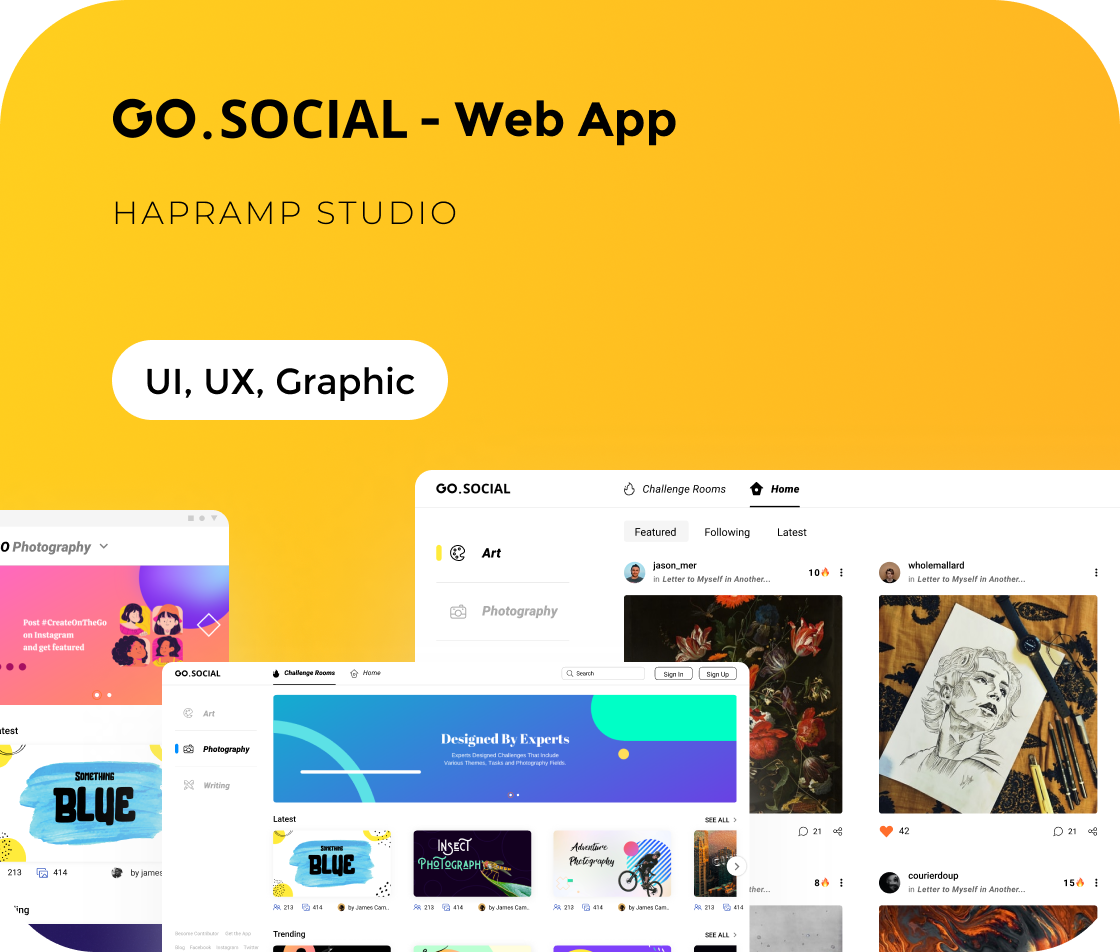 GO.SOCIAL - Web App
HAPRAMP STUDIO
UI, UX, Graphic
GO.SOCIAL
Challenge Rooms
Home
Featured
Following
Latest
Art
Photography
jason_mer
in Letter to Myself in Another...
10
wholemallard
in Letter to Myself in Another...
21
42
21
8
courierdoup
in Letter to Myself in Another...
15
Photography
Post #CreateOnTheGo
on Instagram
and get featured
SOMETHING
BLUE
213
414
by james
GO.SOCIAL
Challenge Rooms
Home
Search
Sign In
Sign Up
Art
Photography
Writing
Designed By Experts
Experts Designed Challenges That Include
Various Themes, Tasks and Photography Fields.
Latest
SEE ALL
SOMETHING
BLUE
INSECT
PHOTOGRAPHY
Adventure
Photography
213
414
by James Cam..
213
414
by James Cam..
213
414
by James Cam..
213
414
Trending
SEE ALL
Become Contributor
Get the App
Blog
Facebook
Instagram
Twitter